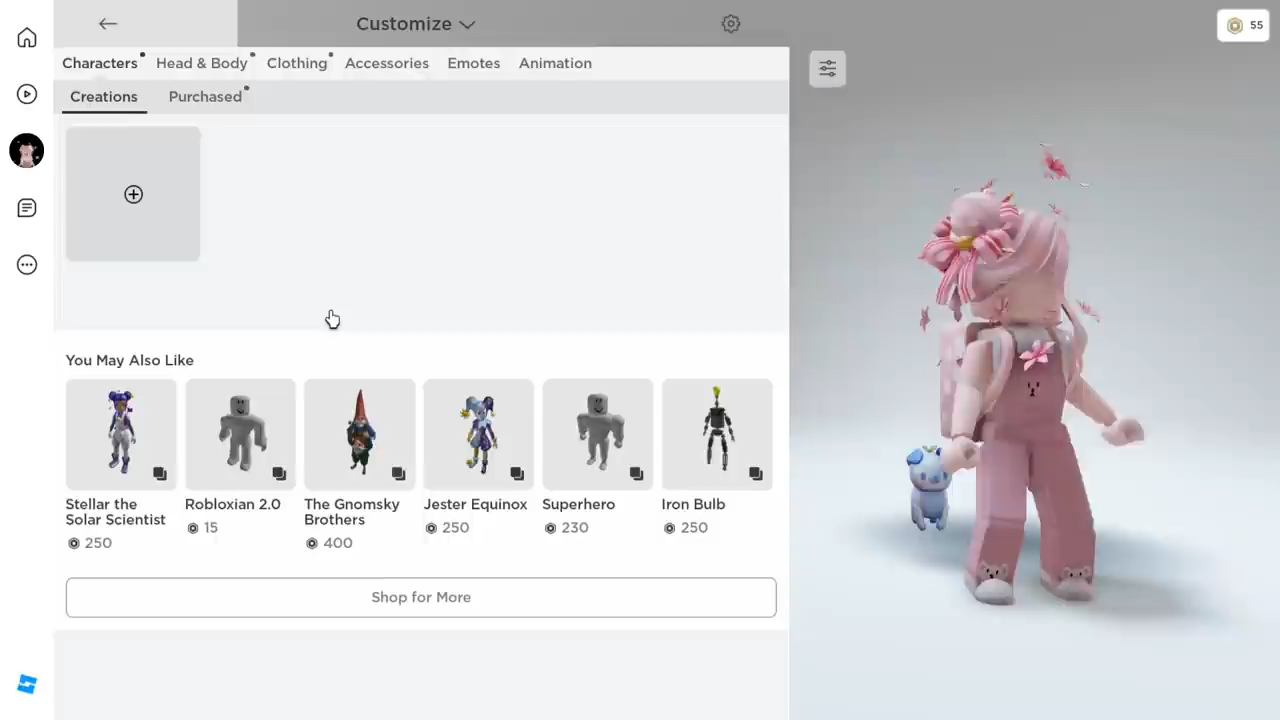 Customize
55
Characters Head & Body Clothing Accessories Emotes Animation
Creations Purchased
You May Also Like
Stellar the Solar Scientist
250
Robloxian 2.0
15
The Gnomsky Brothers
400
Jester Equinox
250
Superhero
230
Iron Bulb
250
Shop for More